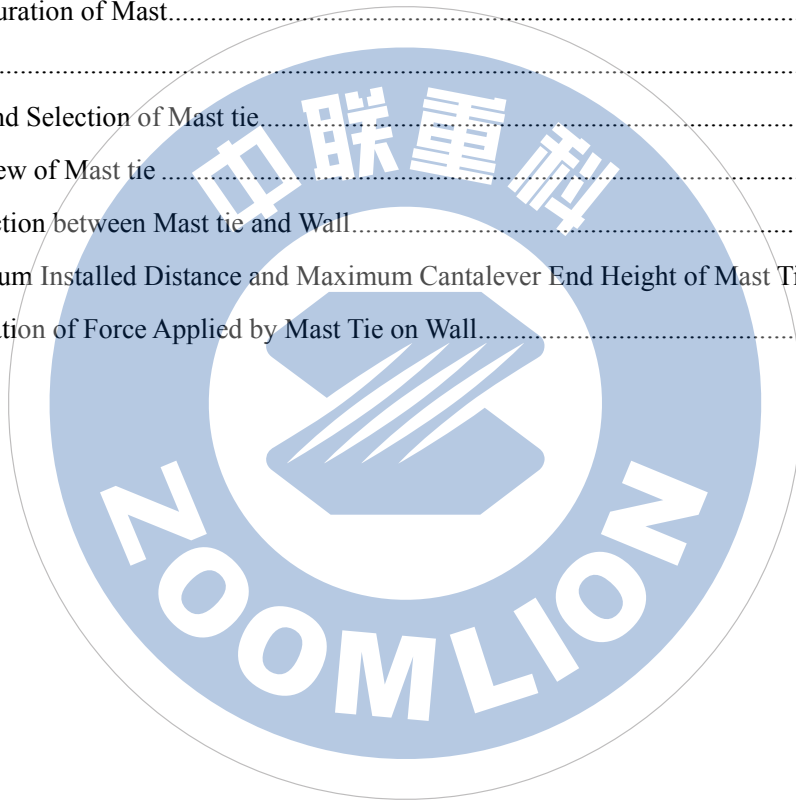 uration of Mast
nd Selection of Mast tie
ew of Mast tie
ction between Mast tie and Wall
um Installed Distance and Maximum Cantalever End Height of Mast Ti
ation of Force Applied by Mast Tie on Wall
中联重科
ZOOMLION